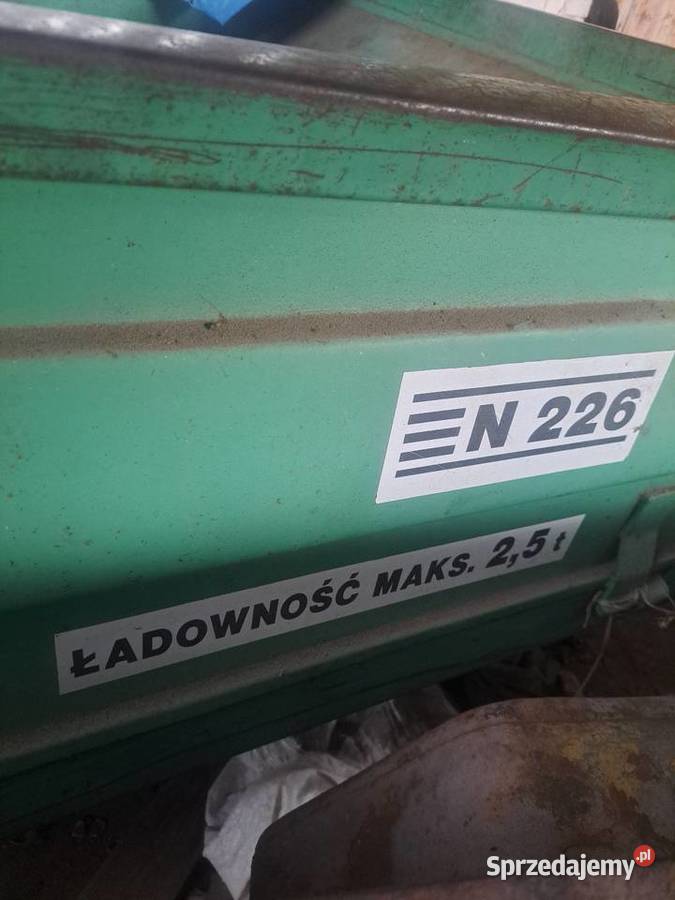 N 226
ŁADOWNOŚĆ MAKS. 2,5 t
Sprzedajemy.pl